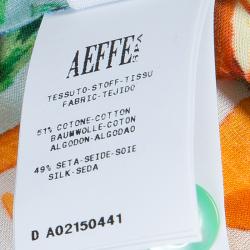 AEFFE S.P.A.
TESSUTO-STOFF-TISSU
FABRIC-TEJIDO
51% COTONE-COTTON
BAUMWOLLE-COTON
ALGODON-ALGODAO
49% SETA-SEIDE-SOIE
SILK-SEDA
D A02150441